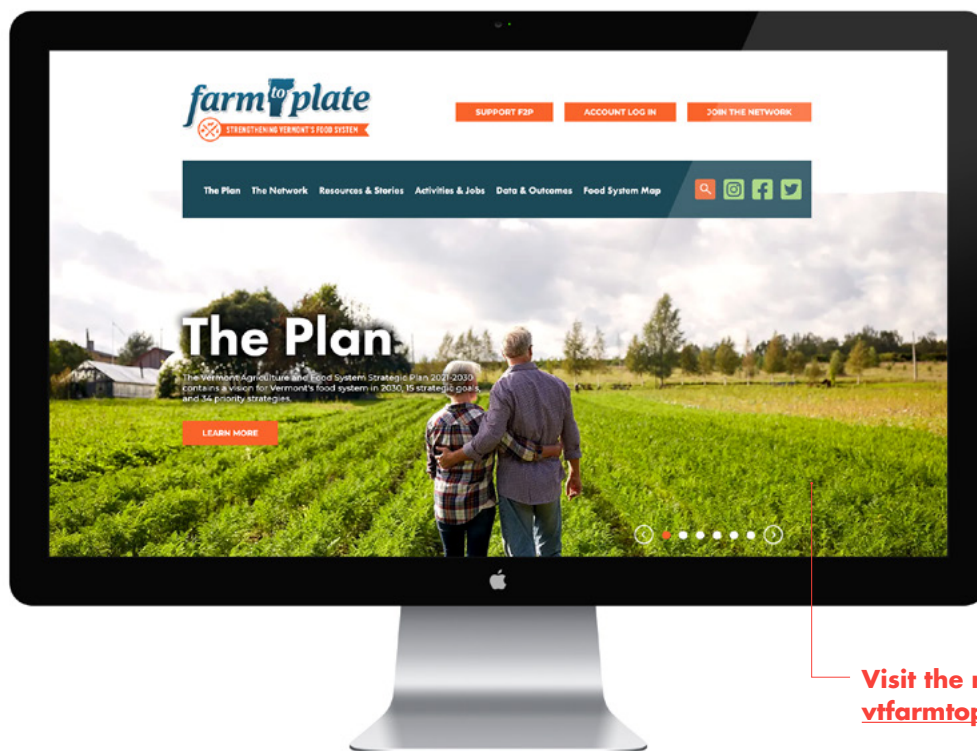 farm to plate
STRENGTHENING VERMONT'S FOOD SYSTEM
SUPPORT F2P
ACCOUNT LOG IN
JOIN THE NETWORK
The Plan The Network Resources & Stories Activities & Jobs Data & Outcomes Food System Map
The Plan
The Vermont Agriculture and Food System Strategic Plan 2021-2030
contains a vision for Vermont's food system in 2030, 15 strategic goals,
and 34 priority strategies.
LEARN MORE
Visit the
vtfarmtop